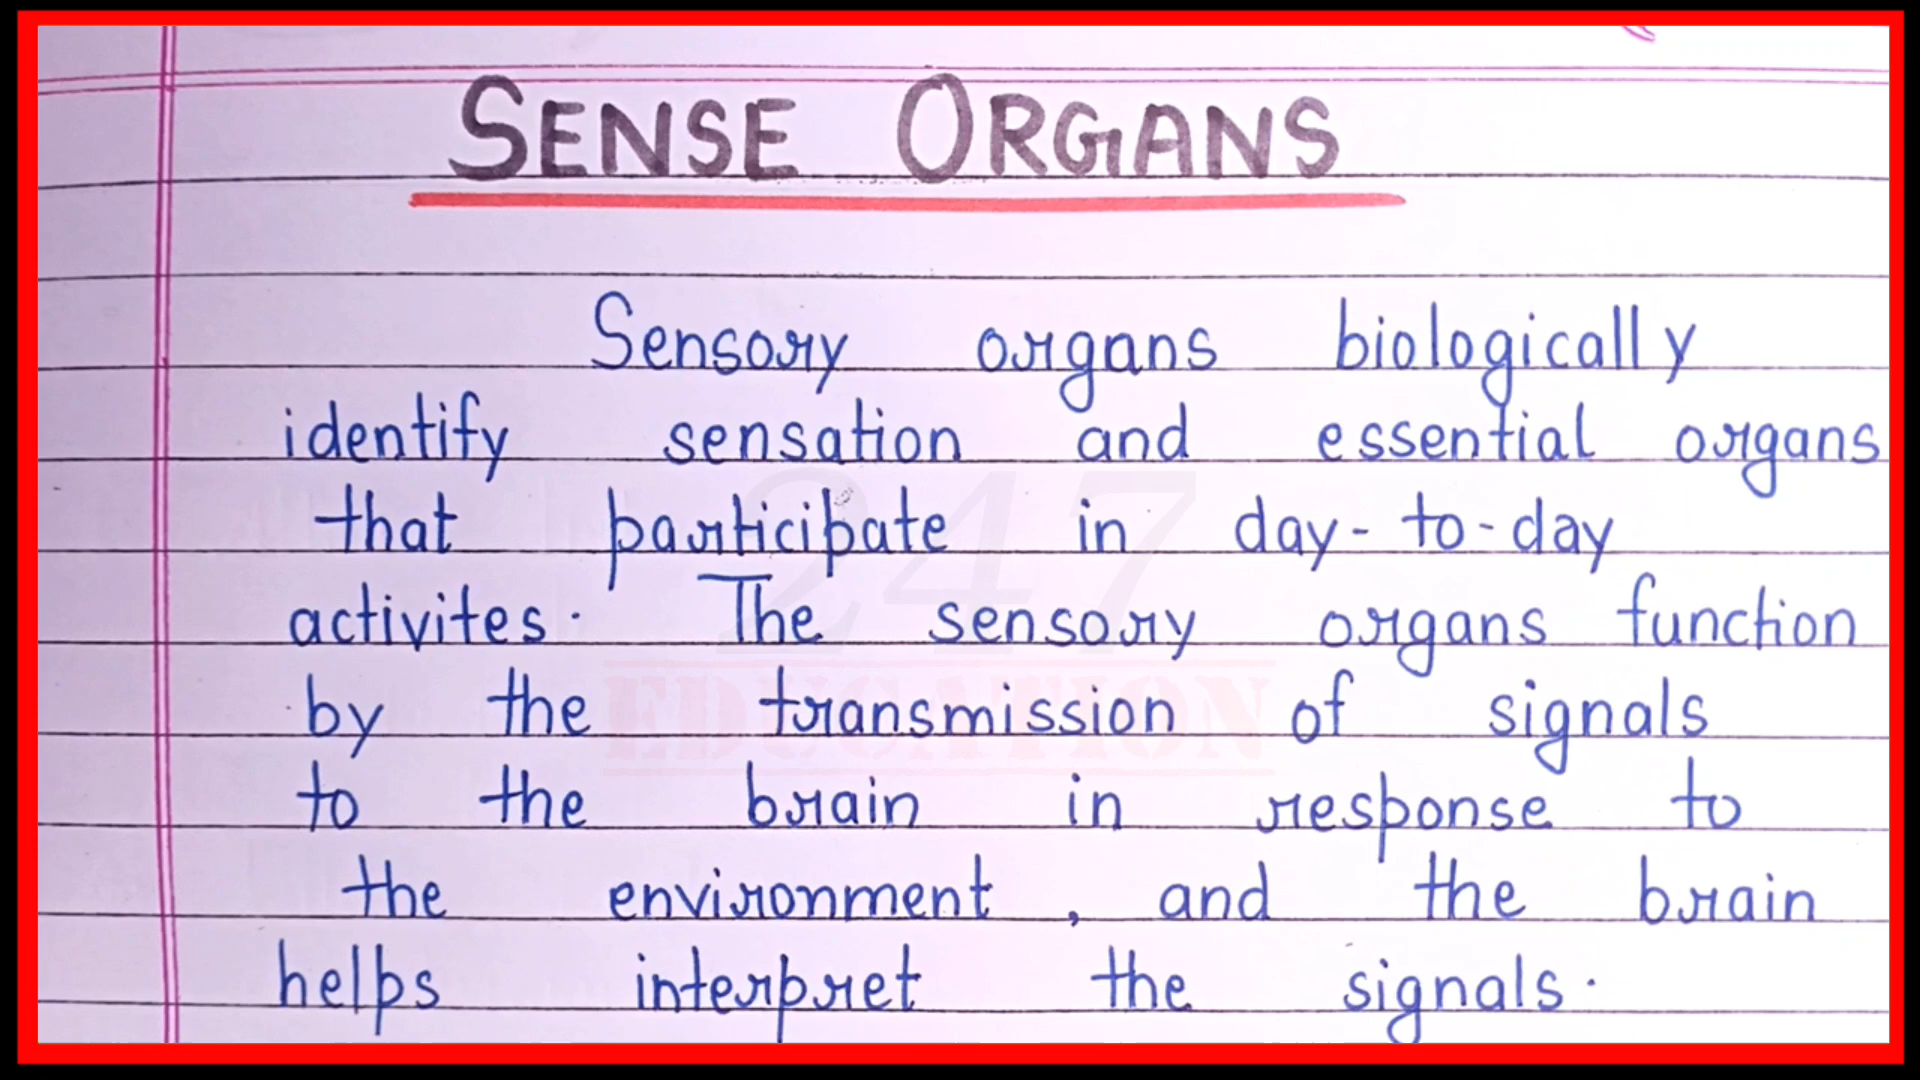 SENSE ORGANS
Sensory organs biologically
identify sensation and essential organs
that participate in day-to-day
activites. The sensory organs function
by the transmission of signals
to the brain in response to
the environment, and the brain
helps interpret the signals.
247
EDUCATION